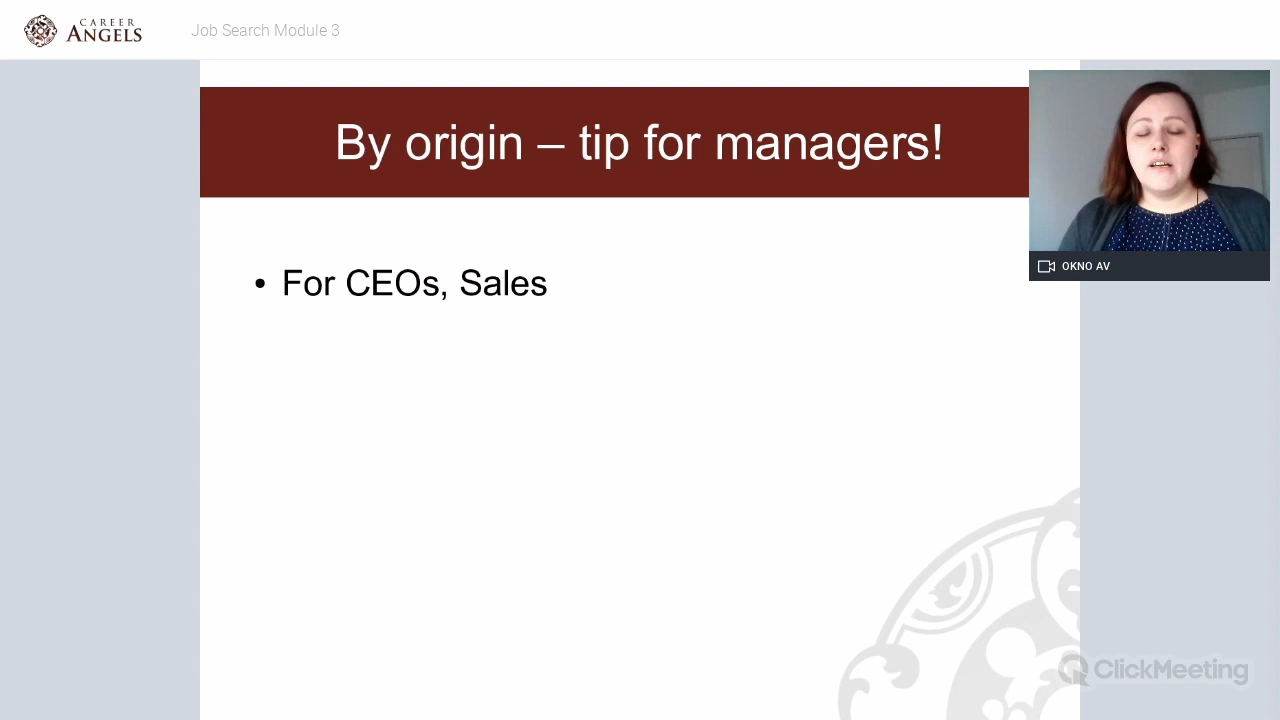 CAREER
ANGELS
Job Search Module 3
By origin – tip for managers!
OKNO AV
• For CEOs, Sales
ClickMeeting